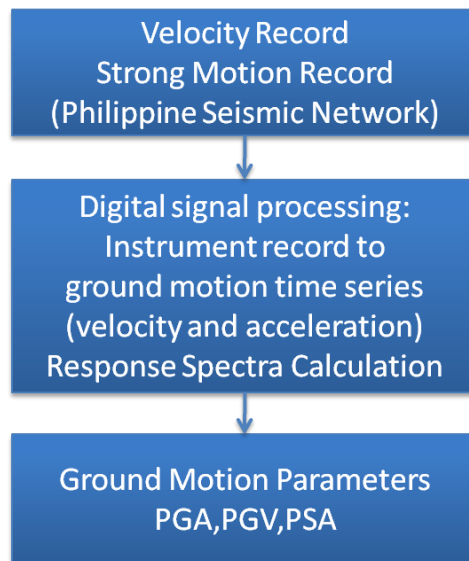 Velocity Record
Strong Motion Record
(Philippine Seismic Network)
Digital signal processing:
Instrument record to
ground motion time series
(velocity and acceleration)
Response Spectra Calculation
Ground Motion Parameters
PGA,PGV,PSA